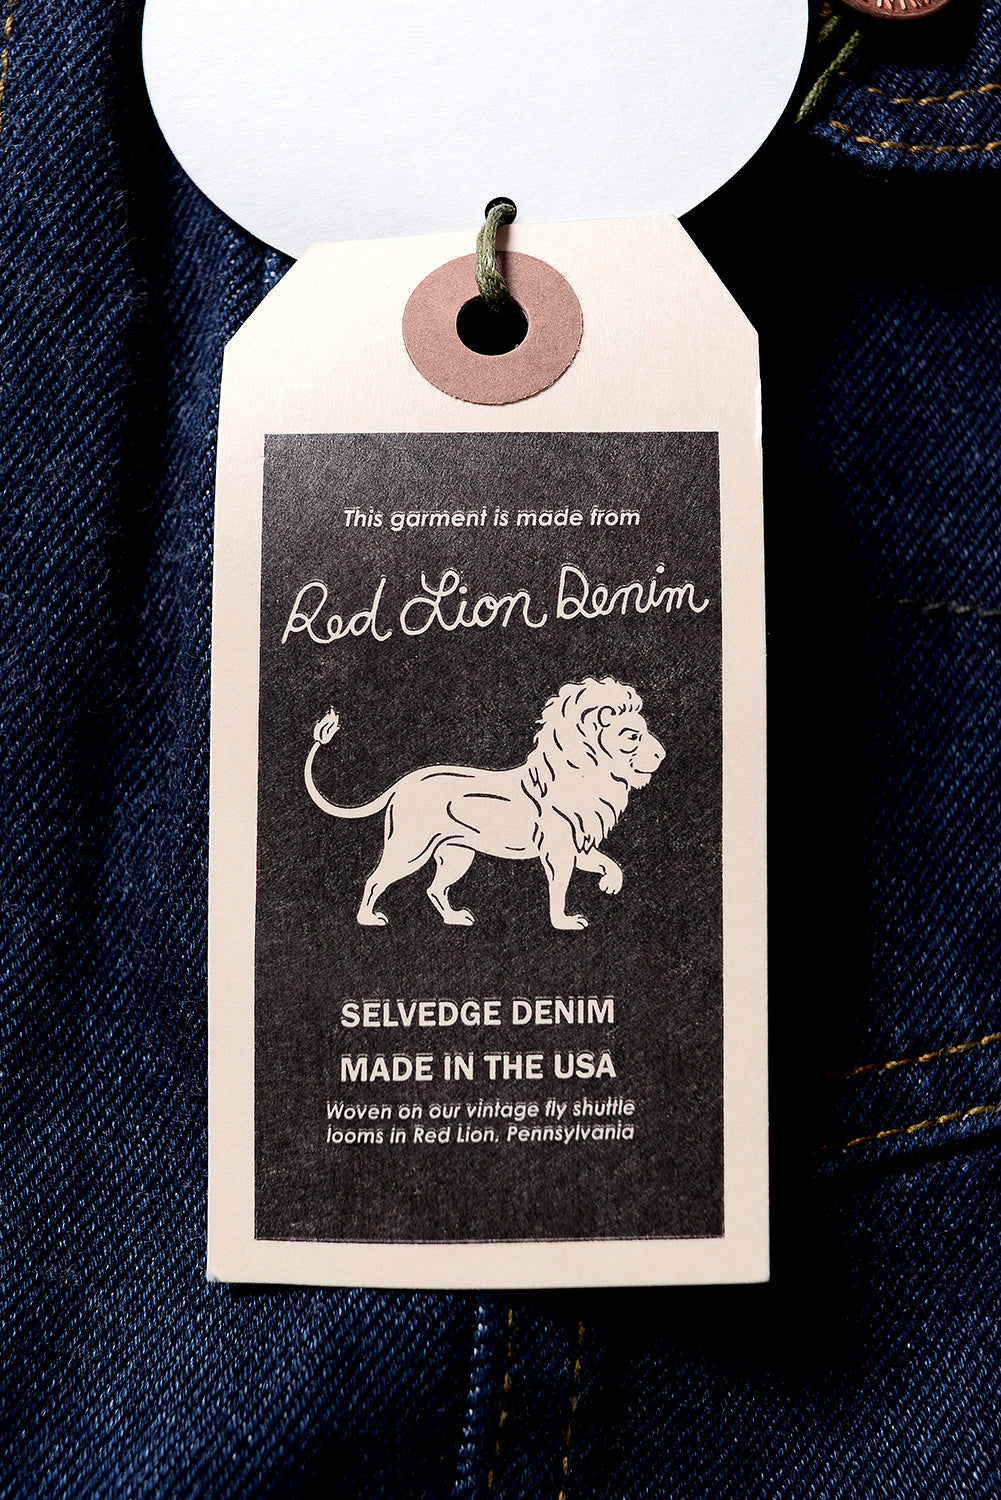 This garment is made from
Red Lion Denim
SELVEDGE DENIM
MADE IN THE USA
Woven on our vintage fly shuttle
looms in Red Lion, Pennsylvania